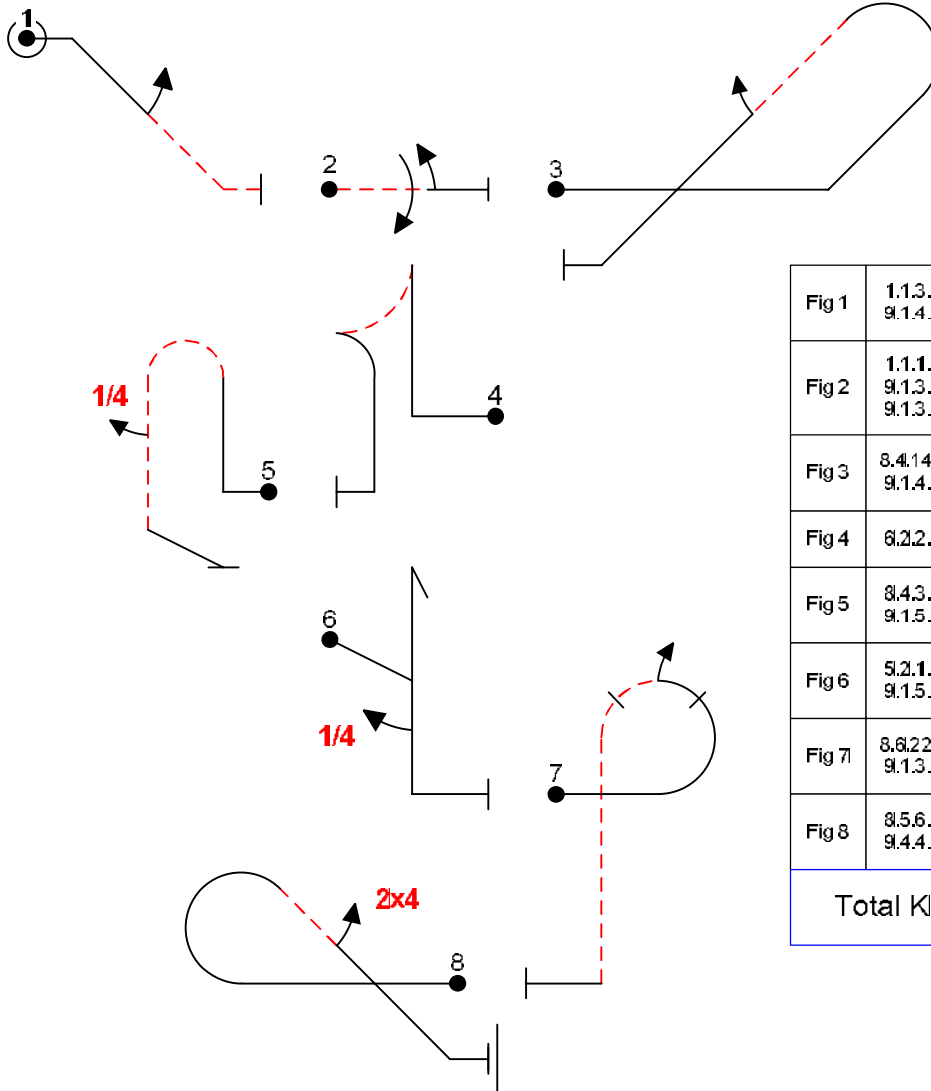 1
2
3
4
1/4
5
6
1/4
7
2x4
8
Fig 1
1.1.3.
9.1.4.
Fig 2
1.1.1.
9.1.3.
9.1.3.
Fig 3
8.4.14
9.1.4.
Fig 4
6.2.2.
Fig 5
8.4.3.
9.1.5.
Fig 6
5.2.1.
9.1.5.
Fig 7
8.6.22
9.1.3.
Fig 8
8.5.6.
9.4.4.
Total K